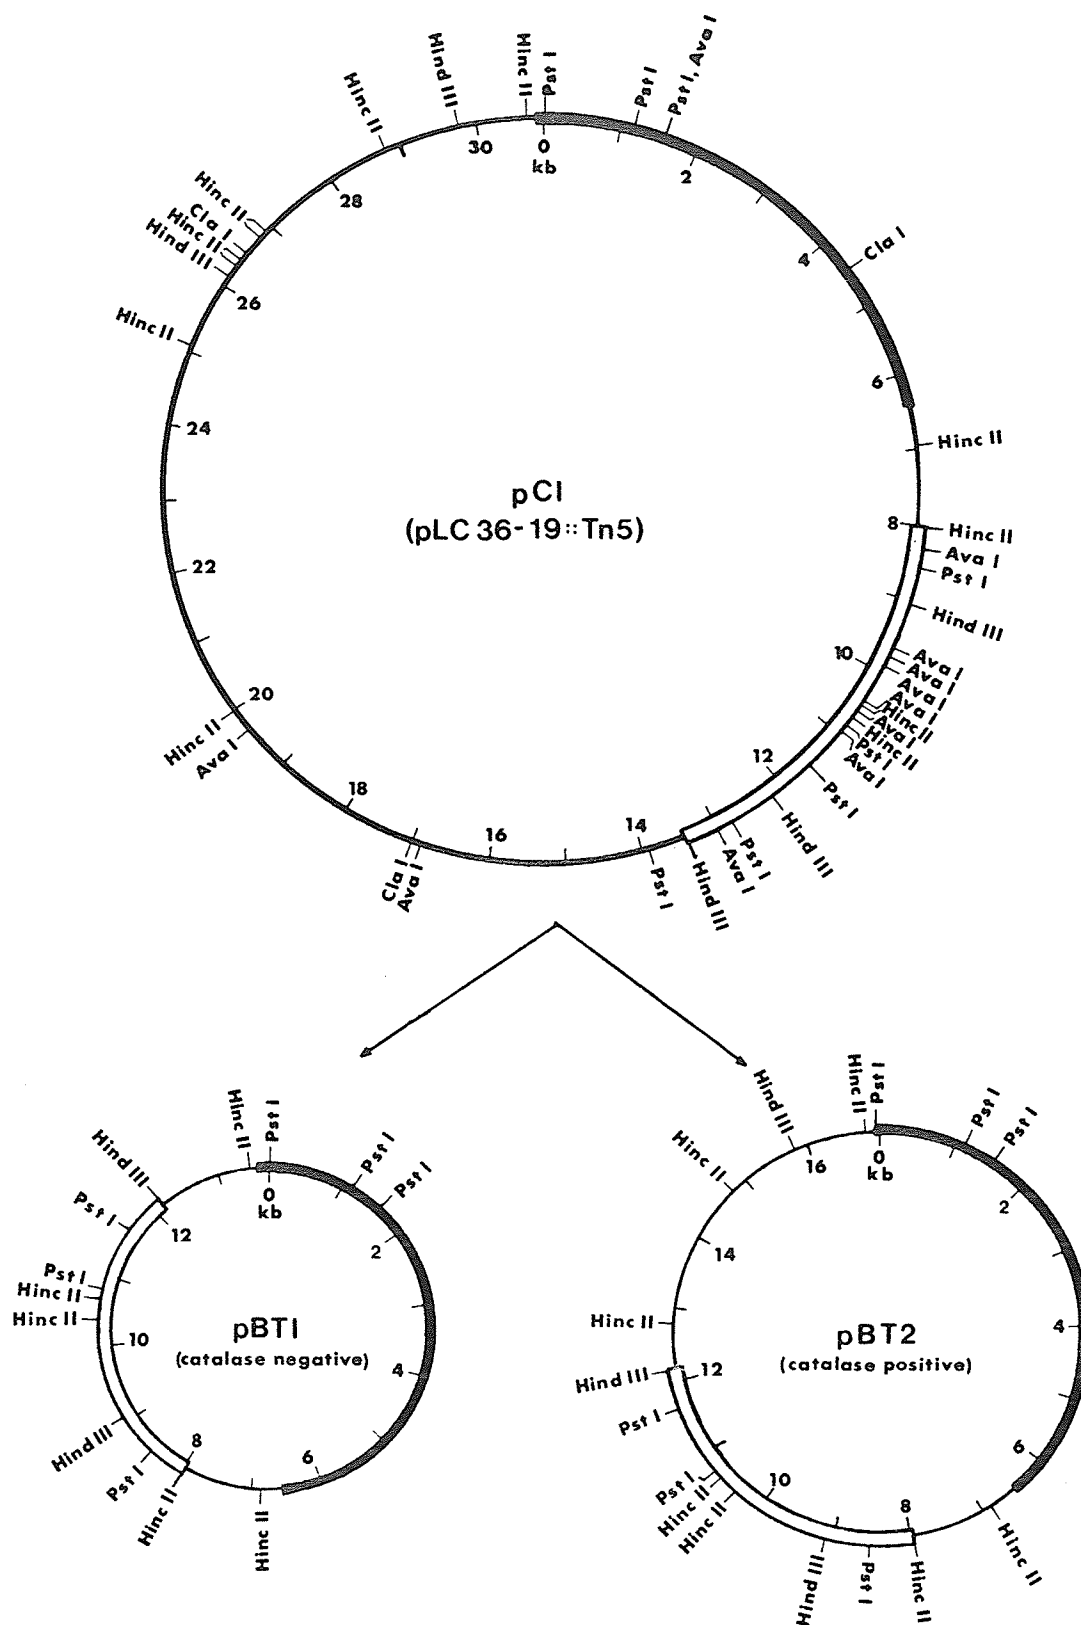 Hinc II
Hind III
Hinc II
Pst I
Pst I
Pst I, Ava I
30
0
kb
2
28
Hinc II
Cla I
Hinc II
Hind III
4
Cla I
26
Hinc II
6
24
Hinc II
pCI
(pLC 36-19::Tn5)
8
Hinc II
Ava I
Pst I
22
Hind III
10
Ava I
Ava I
Ava I
Ava I
Hinc II
Ava I
Hinc II
Pst I
Ava I
20
Hinc II
Ava I
12
Pst I
18
16
14
Hind III
Cla I
Ava I
Pst I
Hind III
Ava I
Pst I
Hinc II
Pst I
Pst I
Pst I
Hind III
Pst I
0
kb
12
2
Pst I
Hinc II
Hinc II
10
pBT1
(catalase negative)
4
Hind III
Pst I
Hinc II
8
6
Hinc II
Hind III
Hinc II
Pst I
Pst I
Pst I
Hinc II
16
0
kb
2
14
Hinc II
pBT2
(catalase positive)
4
Hind III
12
Pst I
6
Pst I
Hinc II
Hinc II
10
8
Hinc II
Hind III
Pst I
Hinc II